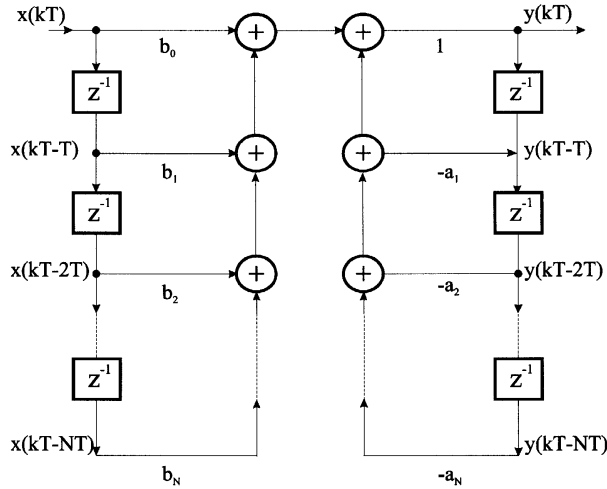 x(kT) y(kT)
+ +
b₀ 1
z⁻¹ z⁻¹
x(kT-T) + + y(kT-T)
b₁ -a₁
z⁻¹ z⁻¹
x(kT-2T) + + y(kT-2T)
b₂ -a₂
z⁻¹ z⁻¹
x(kT-NT) y(kT-NT)
b_N -a_N